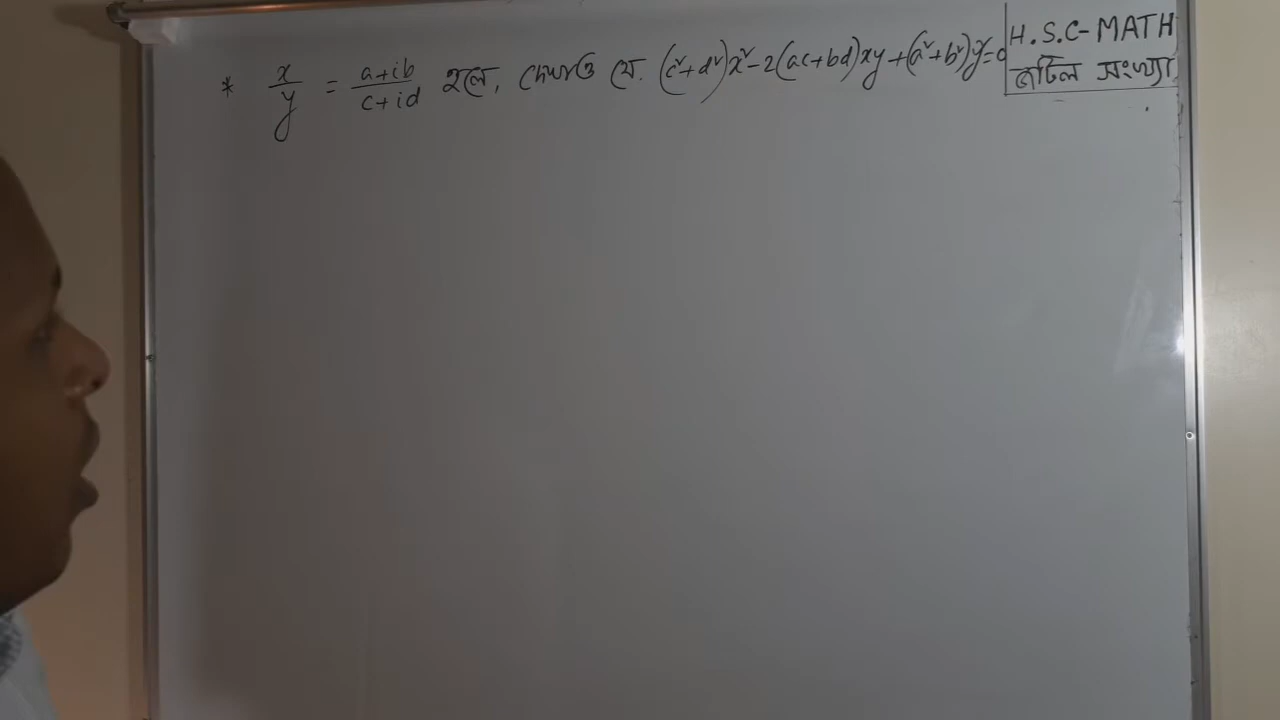 * x/y = a+ib/c+id হলে, দেখাও যে. (c²+d²)x²-2(ac+bd)xy+(a²+b²)y²=0
H.S.C-MATH
জটিল সংখ্যা